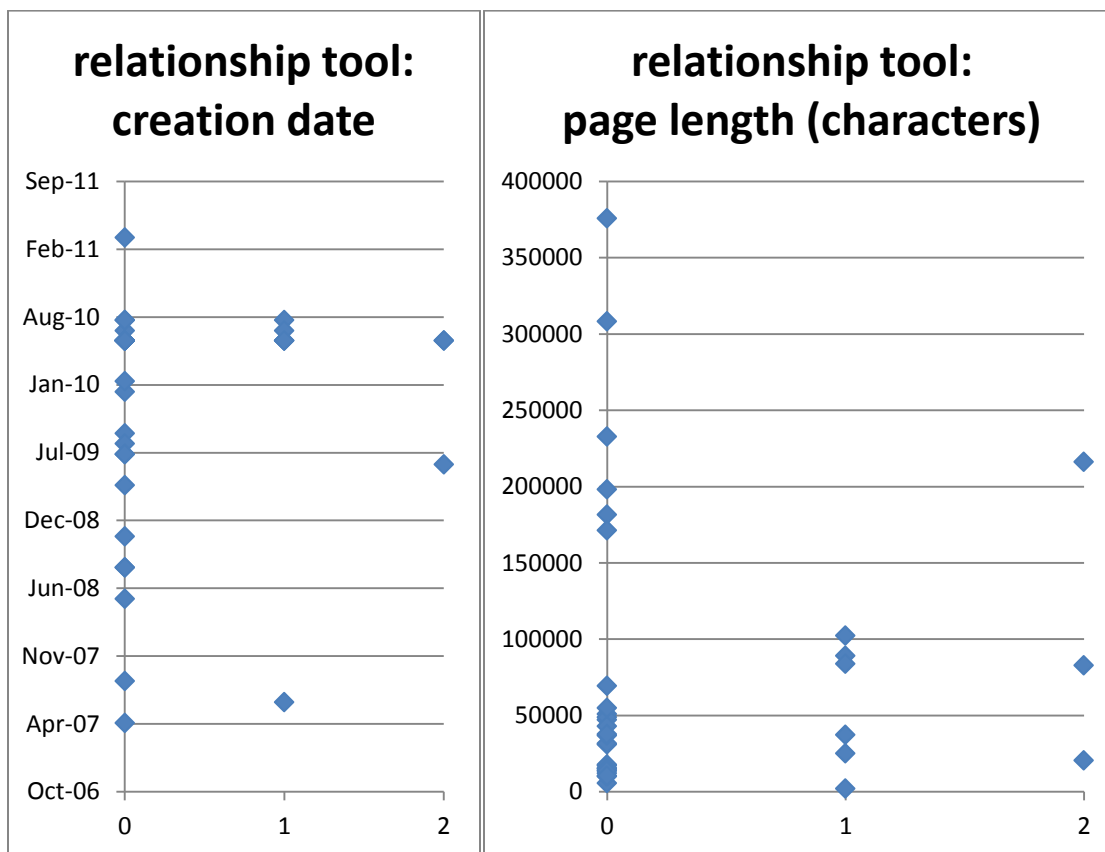 relationship tool:
creation date
Sep-11
Feb-11
Aug-10
Jan-10
Jul-09
Dec-08
Jun-08
Nov-07
Apr-07
Oct-06
0 1 2
relationship tool:
page length (characters)
400000
350000
300000
250000
200000
150000
100000
50000
0
0 1 2